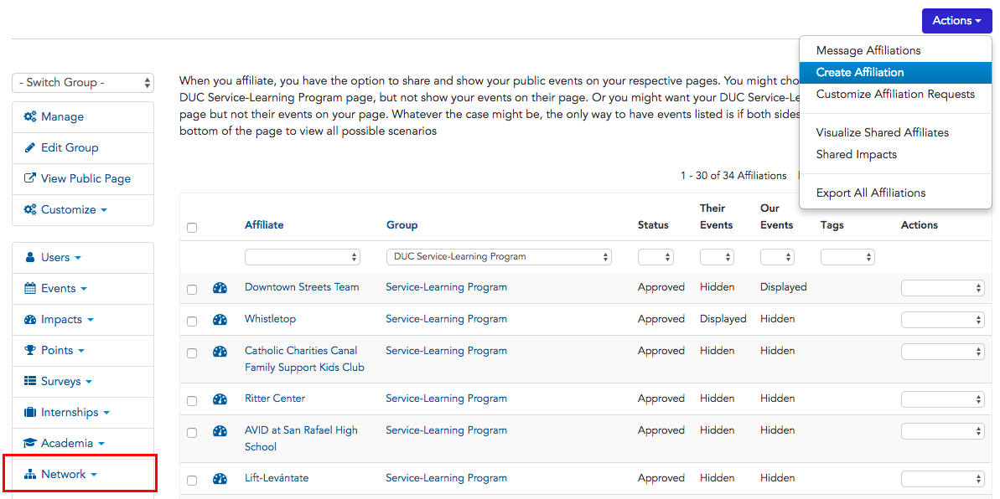 Actions
Message Affiliations
Create Affiliation
Customize Affiliation Requests
Visualize Shared Affiliates
Shared Impacts
Export All Affiliations
- Switch Group -
Manage
Edit Group
View Public Page
Customize
Users
Events
Impacts
Points
Surveys
Internships
Academia
Network
When you affiliate, you have the option to share and show your public events on your respective pages. You might
DUC Service-Learning Program page, but not show your events on their page. Or you might want your DUC
page but not their events on your page. Whatever the case might be, the only way to have events listed is if both sides
bottom of the page to view all possible scenarios
1 - 30 of 34 Affiliations
Affiliate Group Status Their Events Our Events Tags Actions
DUC Service-Learning Program
Downtown Streets Team Service-Learning Program Approved Hidden Displayed
Whistletop Service-Learning Program Approved Displayed Hidden
Catholic Charities Canal Service-Learning Program Approved Hidden Hidden
Family Support Kids Club
Ritter Center Service-Learning Program Approved Hidden Hidden
AVID at San Rafael High Service-Learning Program Approved Hidden Hidden
School
Lift-Levántate Service-Learning Program Approved Hidden Hidden